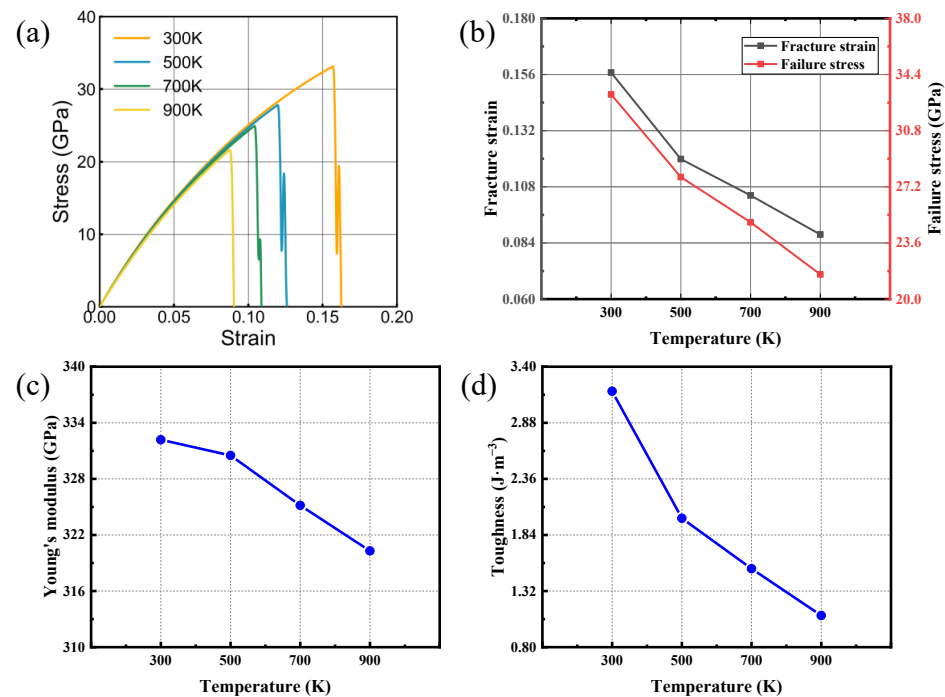 (a)
40
30
20
10
0
Stress (GPa)
300K
500K
700K
900K
0.00 0.05 0.10 0.15 0.20
Strain
(b)
0.180
0.156
0.132
0.108
0.084
0.060
Fracture strain
Fracture strain
Failure stress
38.0
34.4
30.8
27.2
23.6
20.0
Failure stress (GPa)
300 500 700 900
Temperature (K)
(c)
340
334
328
322
316
310
Young's modulus (GPa)
300 500 700 900
Temperature (K)
(d)
3.40
2.88
2.36
1.84
1.32
0.80
Toughness (J·m⁻³)
300 500 700 900
Temperature (K)